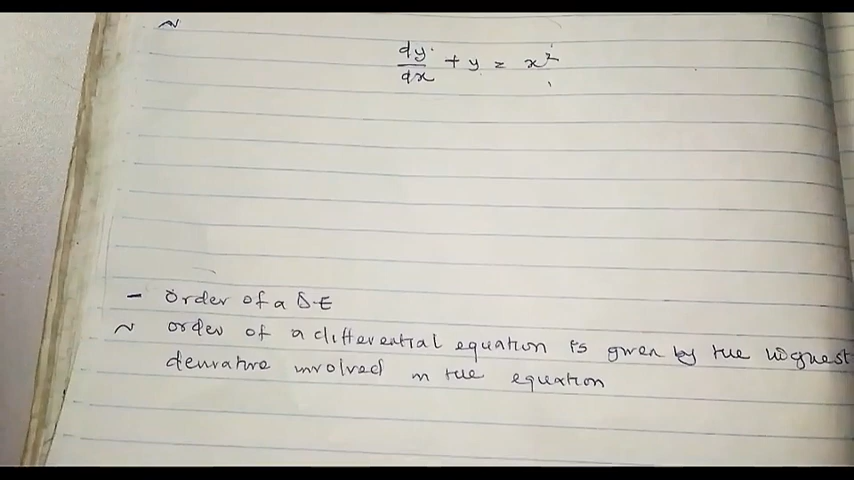 ~
dy/dx + y = x²
- Order of a DE
~ order of a differential equation is given by the highest
derivative involved in the equation